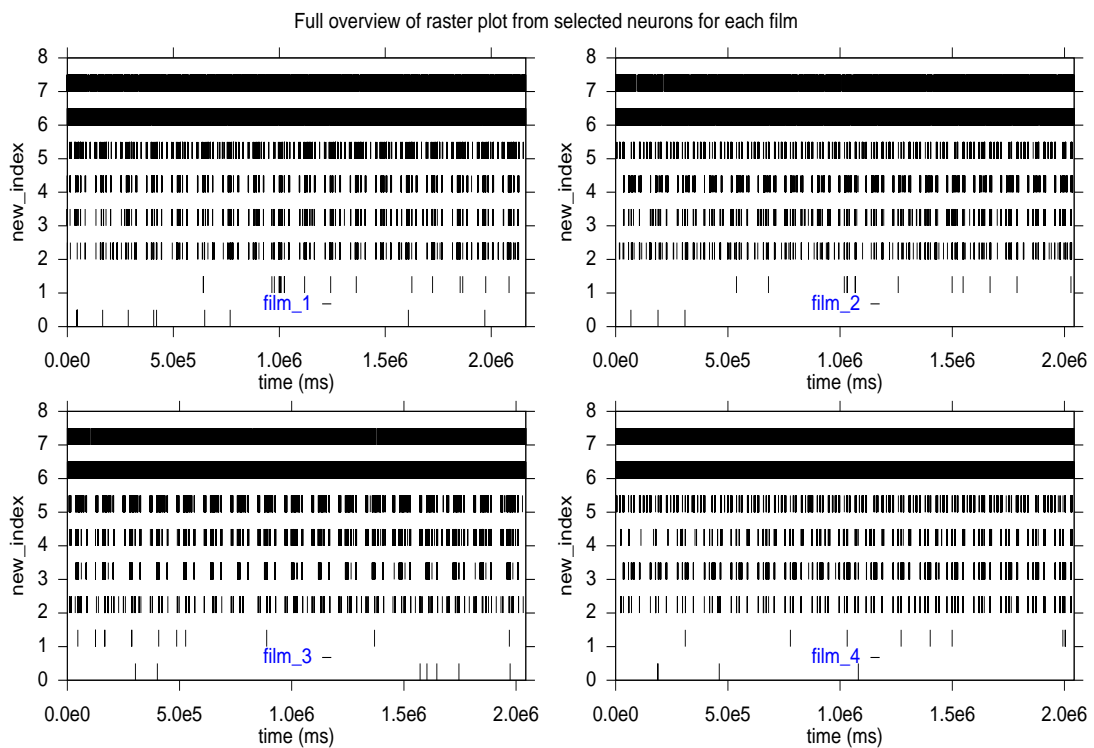 Full overview of raster plot from selected neurons for each film
8
7
6
5
4
3
2
1
0
new_index
film_1
0.0e0 5.0e5 1.0e6 1.5e6 2.0e6
time (ms)
8
7
6
5
4
3
2
1
0
new_index
film_2
0.0e0 5.0e5 1.0e6 1.5e6 2.0e6
time (ms)
8
7
6
5
4
3
2
1
0
new_index
film_3
0.0e0 5.0e5 1.0e6 1.5e6 2.0e6
time (ms)
8
7
6
5
4
3
2
1
0
new_index
film_4
0.0e0 5.0e5 1.0e6 1.5e6 2.0e6
time (ms)